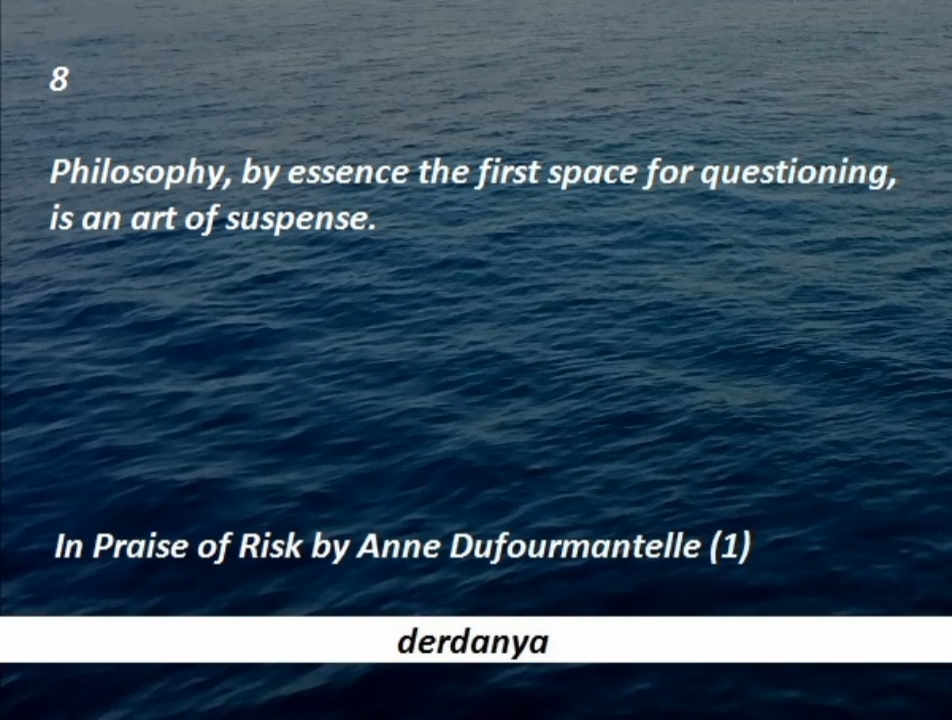 8
Philosophy, by essence the first space for questioning,
is an art of suspense.
In Praise of Risk by Anne Dufourmantelle (1)
derdanya